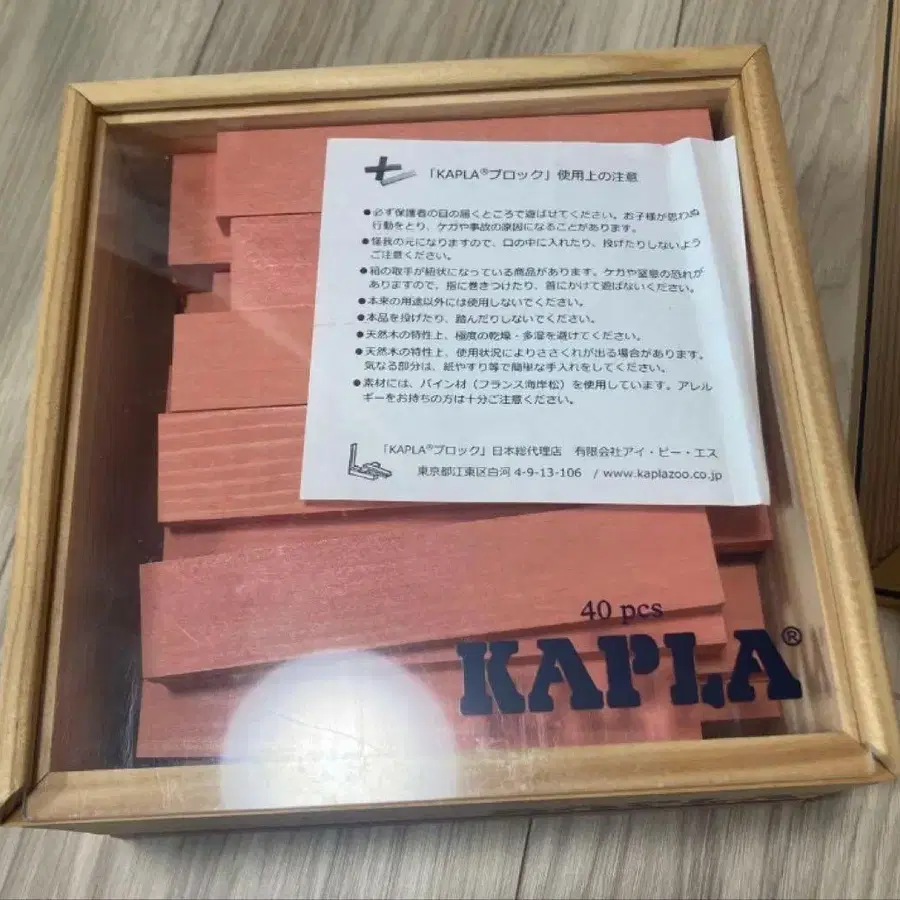 「KAPLA®ブロック」使用上の注意
●必ず保護者の目の届くところで遊ばせてください。お子様が思わぬ
行動をとり、ケガや事故の原因になることがあります。
●怪我の元になりますので、口の中に入れたり、投げたりしないよう
ご注意ください。
●箱の取手が紐状になっている商品があります。ケガや窒息の恐れが
ありますので、指に巻きつけたり、首にかけて遊ばないください。
●本来の用途以外には使用しないでください。
●本品を投げたり、踏んだりしないでください。
●天然木の特性上、極度の乾燥・多湿を避けてください。
●天然木の特性上、使用状況によりささくれが出る場合があります。
気なる部分は、紙やすり等で簡単な手入れをしてください。
●素材には、パイン材（フランス海岸松）を使用しています。アレル
ギーをお持ちの方は十分ご注意ください。
「KAPLA®ブロック」日本総代理店 有限会社アイ・ピー・エス
東京都江東区白河 4-9-13-106 / www.kaplazoo.co.jp
40 pcs
KAPLA®